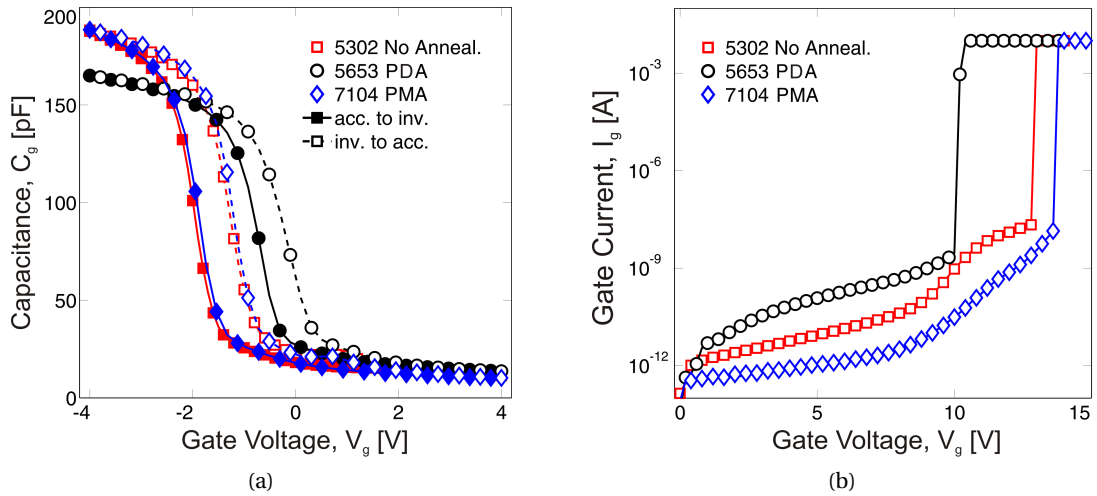 200
150
100
50
0
-4
-2
0
2
4
Capacitance, C_g [pF]
Gate Voltage, V_g [V]
5302 No Anneal.
5653 PDA
7104 PMA
acc. to inv.
inv. to acc.
(a)
10^-3
10^-6
10^-9
10^-12
0
5
10
15
Gate Current, I_g [A]
Gate Voltage, V_g [V]
5302 No Anneal.
5653 PDA
7104 PMA
(b)